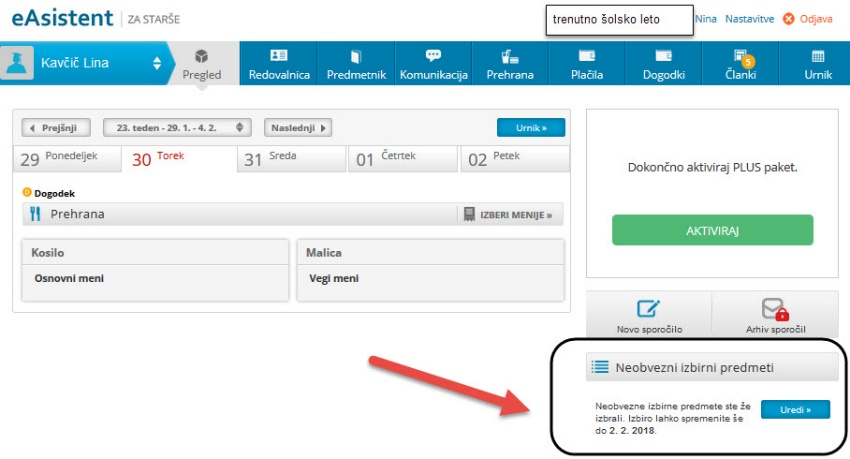 eAsistent ZA STARŠE
trenutno šolsko leto
Nina Nastavitve Odjava
Kavčič Lina
Pregled
Redovalnica
Predmetnik
Komunikacija
Prehrana
Plačila
Dogodki
5
Članki
Urnik
Prejšnji
23. teden - 29. 1. - 4. 2.
Naslednji
Urnik »
29 Ponedeljek
30 Torek
31 Sreda
01 Četrtek
02 Petek
D Dogodek
Prehrana
IZBERI MENIJE »
Kosilo
Osnovni meni
Malica
Vegi meni
Dokončno aktiviraj PLUS paket.
AKTIVIRAJ
Novo sporočilo
Arhiv sporočil
Neobvezni izbirni predmeti
Neobvezne izbirne predmete ste že
izbrali. Izbiro lahko spremenite še
do 2. 2. 2018.
Uredi »